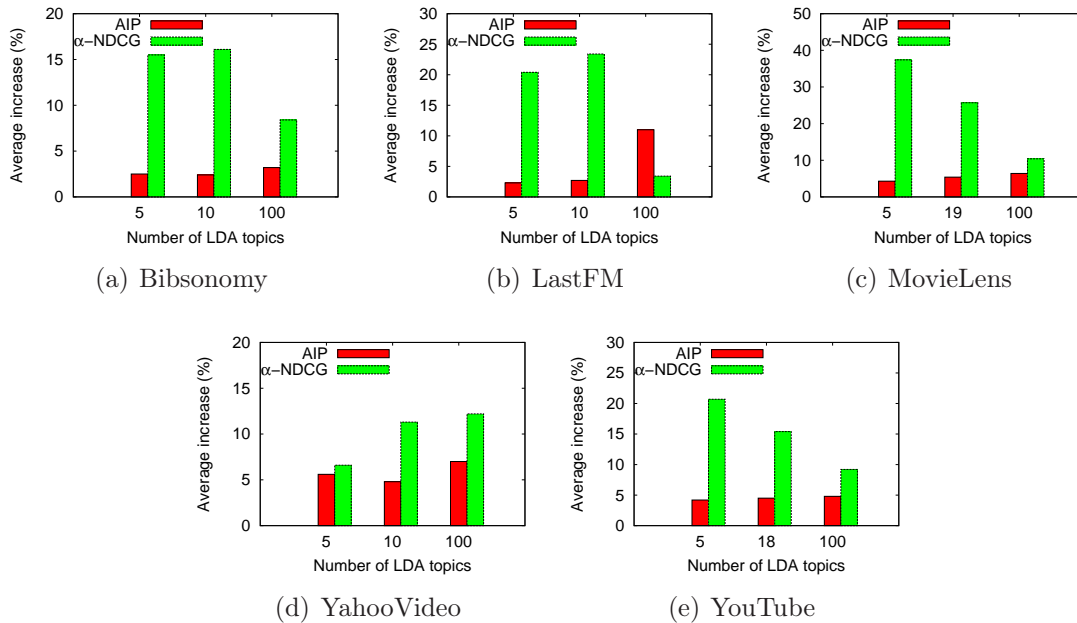 AIP
α-NDCG
Average increase (%)
20
15
10
5
0
5 10 100
Number of LDA topics
(a) Bibsonomy
AIP
α-NDCG
Average increase (%)
30
25
20
15
10
5
0
5 10 100
Number of LDA topics
(b) LastFM
AIP
α-NDCG
Average increase (%)
50
40
30
20
10
0
5 19 100
Number of LDA topics
(c) MovieLens
AIP
α-NDCG
Average increase (%)
20
15
10
5
0
5 10 100
Number of LDA topics
(d) YahooVideo
AIP
α-NDCG
Average increase (%)
30
25
20
15
10
5
0
5 18 100
Number of LDA topics
(e) YouTube